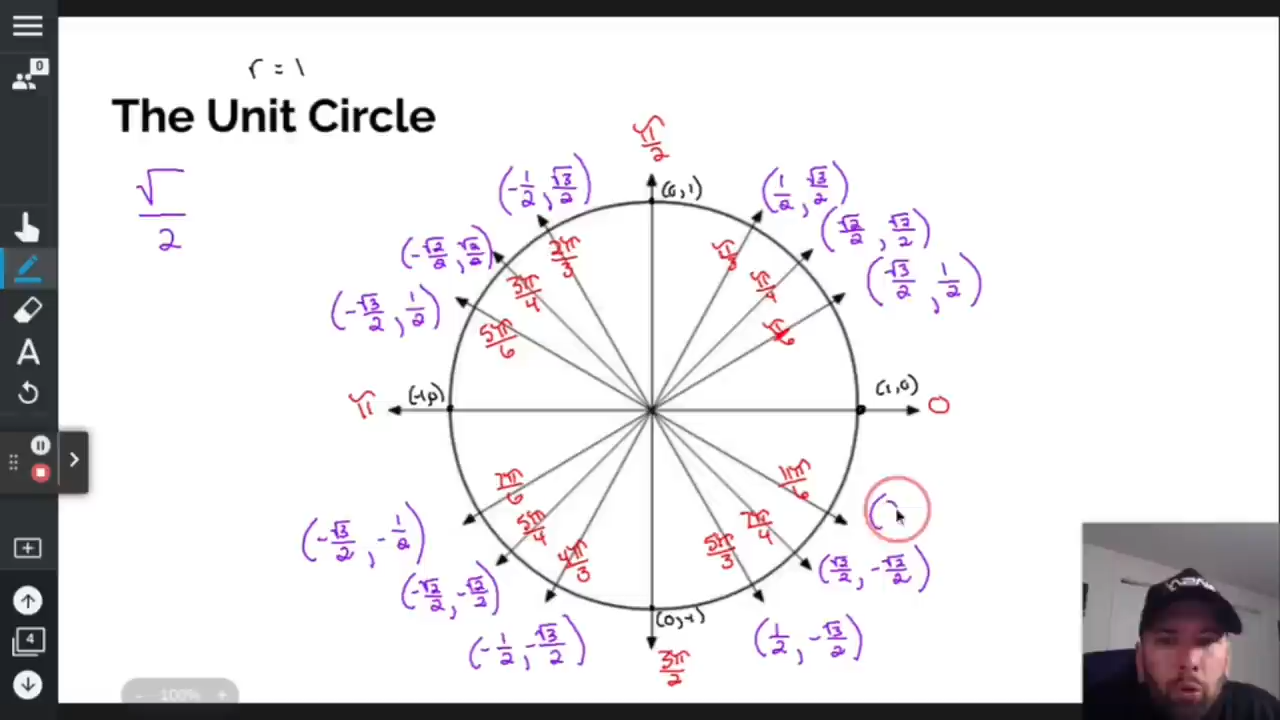 0
r = 1
The Unit Circle
√
2
π/2
(-1/2, √3/2)
(0,1)
(1/2, √3/2)
(-√2/2, √2/2)
2π/3
π/3
(√2/2, √2/2)
(-√3/2, 1/2)
3π/4
π/4
(√3/2, 1/2)
5π/6
π/6
A
π
(-1,0)
(1,0)
0
7π/6
11π/6
(-√3/2, -1/2)
5π/4
7π/4
(
4π/3
5π/3
(-√2/2, -√2/2)
(√2/2, -√2/2)
(-1/2, -√3/2)
(0,-1)
(1/2, -√3/2)
3π/2
4
- 100% +